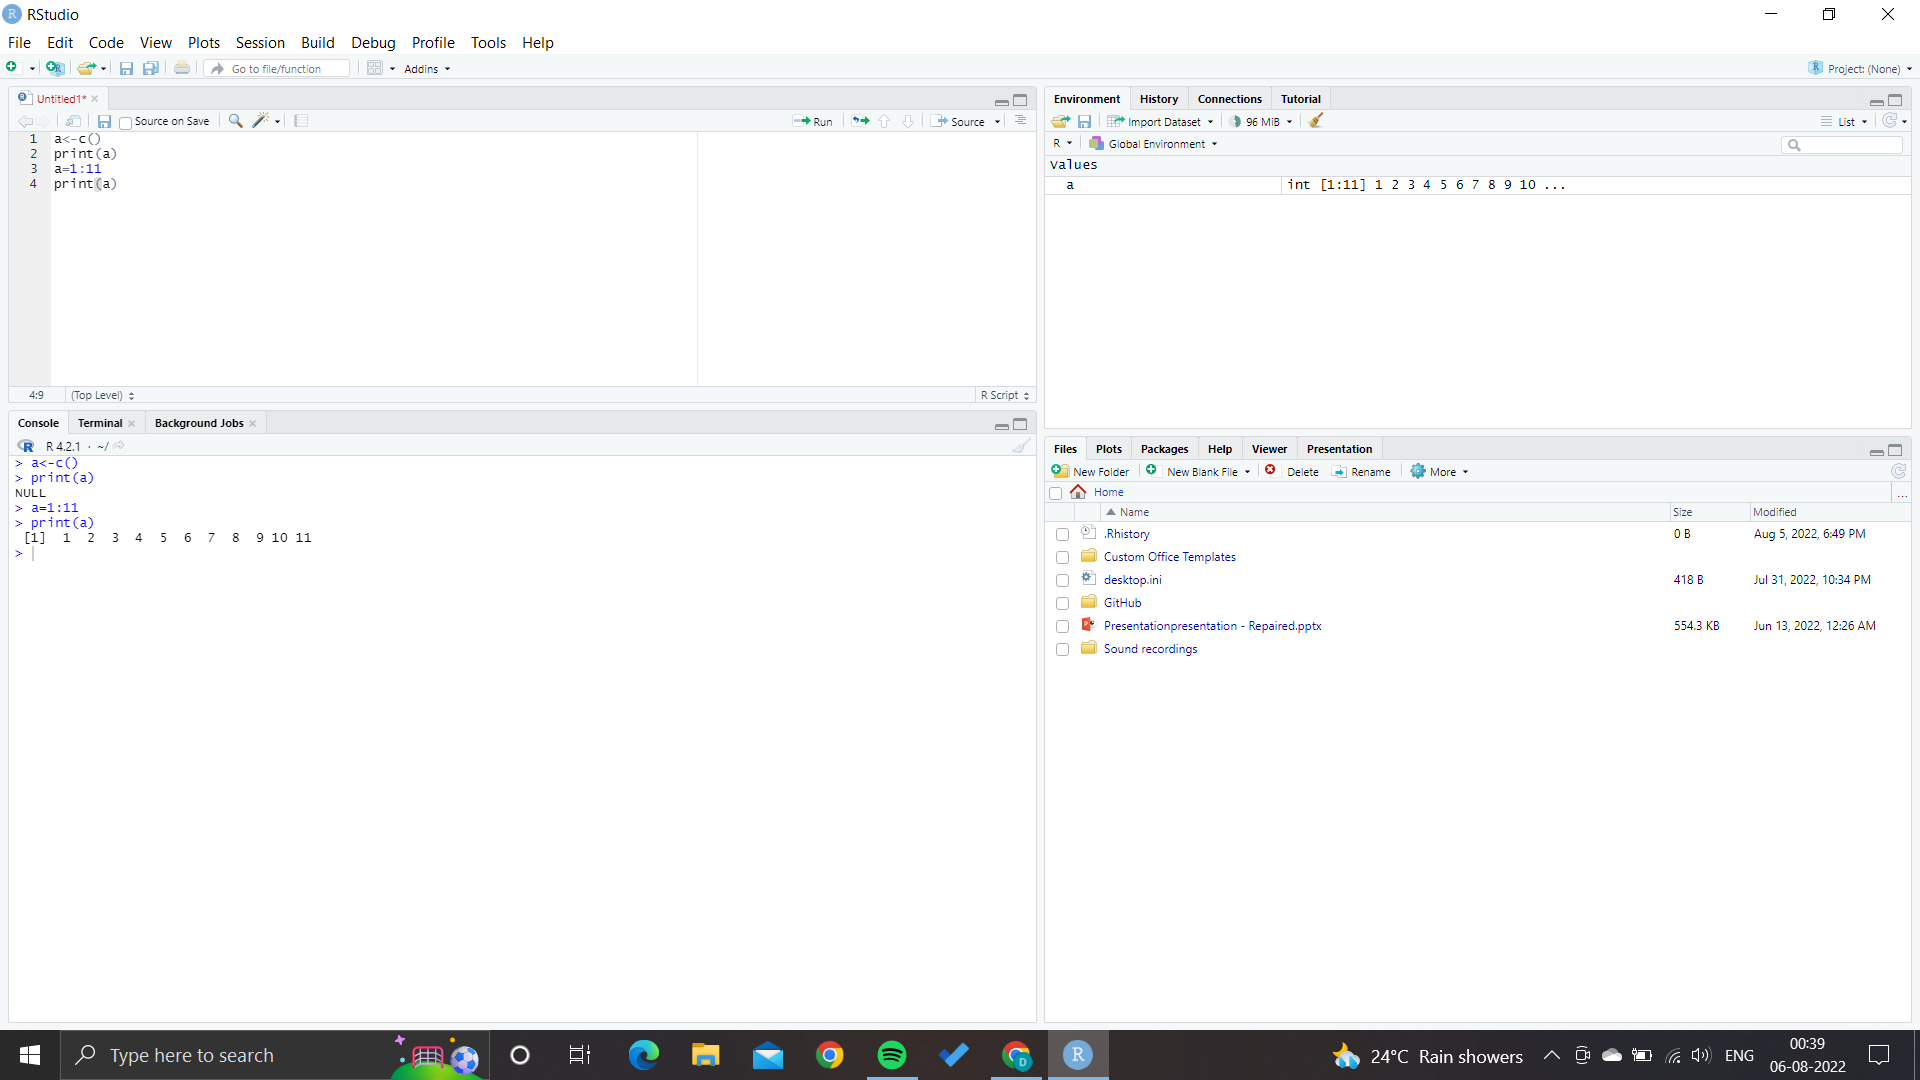 RStudio
File Edit Code View Plots Session Build Debug Profile Tools Help
Go to file/function Addins Project: (None)
Untitled1*
Source on Save Run Source
1 a<-c()
2 print(a)
3 a=1:11
4 print(a)
4:9 (Top Level) R Script
Console Terminal Background Jobs
R 4.2.1 · ~/
> a<-c()
> print(a)
NULL
> a=1:11
> print(a)
[1] 1 2 3 4 5 6 7 8 9 10 11
>
Environment History Connections Tutorial
Import Dataset 96 MiB List
R Global Environment
Values
a int [1:11] 1 2 3 4 5 6 7 8 9 10 ...
Files Plots Packages Help Viewer Presentation
New Folder New Blank File Delete Rename More
Home ...
Name Size Modified
.Rhistory 0 B Aug 5, 2022, 6:49 PM
Custom Office Templates
desktop.ini 418 B Jul 31, 2022, 10:34 PM
GitHub
Presentationpresentation - Repaired.pptx 554.3 KB Jun 13, 2022, 12:26 AM
Sound recordings
Type here to search 24°C Rain showers ENG 00:39
06-08-2022